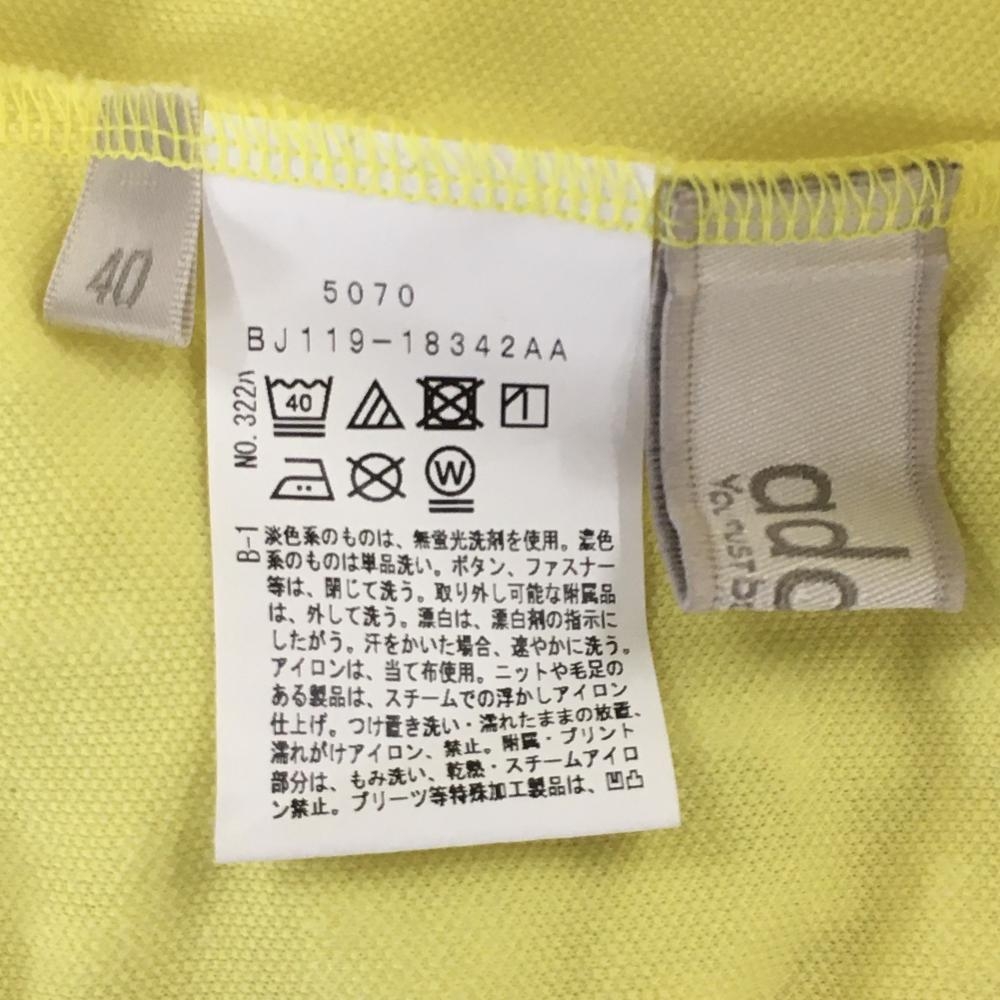 40
5070
BJ119-18342AA
NO. 322ハ
40
W
B-1
淡色系のものは、無蛍光洗剤を使用。濃色
系のものは単品洗い。ボタン、ファスナー
等は、閉じて洗う。取り外し可能な附属品
は、外して洗う。漂白は、漂白剤の指示に
したがう。汗をかいた場合、速やかに洗う。
アイロンは、当て布使用。ニットや毛足の
ある製品は、スチームでの浮かしアイロン
仕上げ。つけ置き洗い・濡れたままの放置、
濡れがけアイロン、禁止。附属・プリント
部分は、もみ洗い、乾熱・スチームアイロ
ン禁止。プリーツ等特殊加工製品は、凹凸